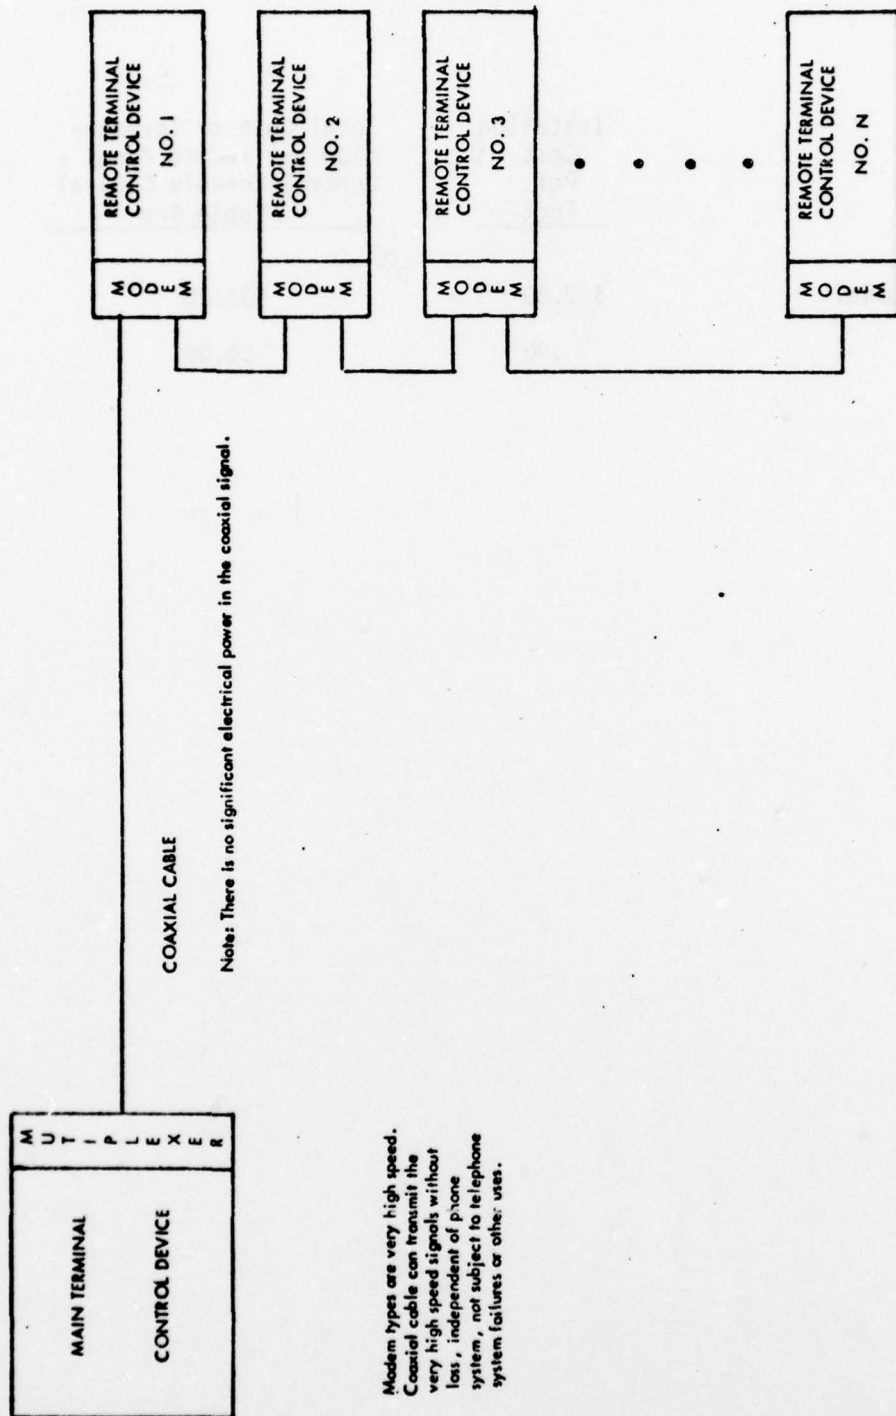 MAIN TERMINAL
CONTROL DEVICE
MUTIPLEXER
COAXIAL CABLE
Note: There is no significant electrical power in the coaxial signal.
REMOTE TERMINAL
CONTROL DEVICE
NO. 1
MODEM
REMOTE TERMINAL
CONTROL DEVICE
NO. 2
MODEM
REMOTE TERMINAL
CONTROL DEVICE
NO. 3
MODEM
REMOTE TERMINAL
CONTROL DEVICE
NO. N
MODEM
Modem types are very high speed.
Coaxial cable can transmit the
very high speed signals without
loss, independent of phone
system, not subject to telephone
system failures or other uses.